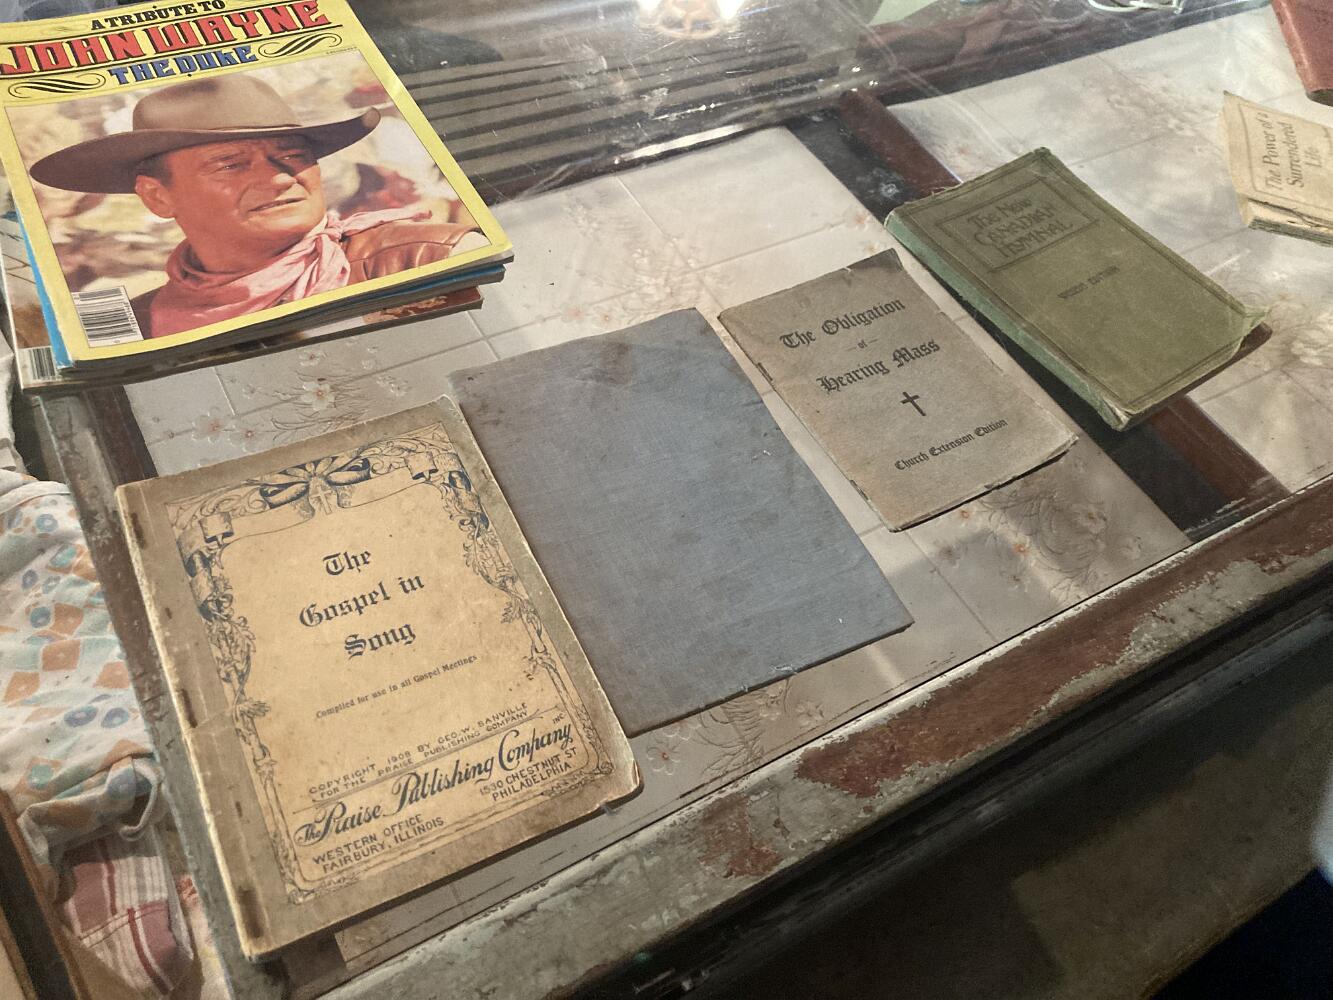 A TRIBUTE TO
JOHN WAYNE
THE DUKE
The Power of a
Surrendered
Life
The New
Canadian
Hymnal
The Obligation
of
Hearing Mass
Church Extension Edition
The
Gospel in
Song
Compiled for use in all Gospel Meetings
COPYRIGHT, 1908 BY GEO. W. SANVILLE
FOR THE PRAISE PUBLISHING COMPANY
The Praise Publishing Company INC.
1530 CHESTNUT ST
PHILADELPHIA
WESTERN OFFICE
FAIRBURY, ILLINOIS